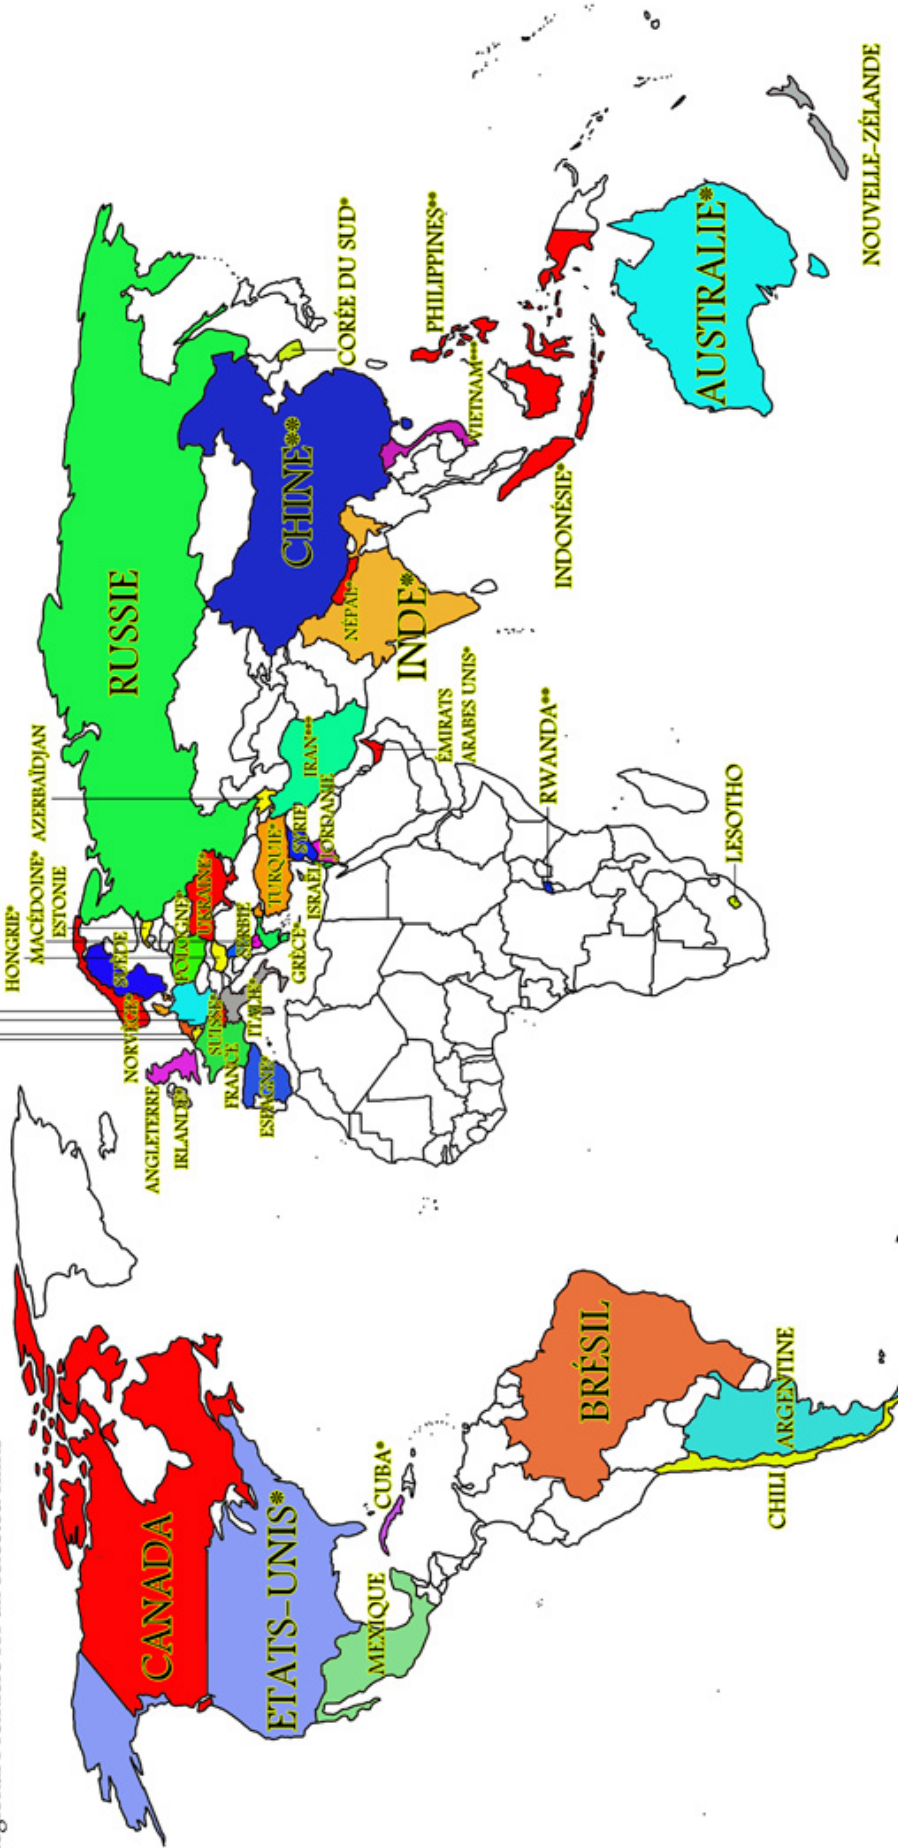 HONGRIE*
MACÉDOINE*
ESTONIE
AZERBAÏDJAN
RUSSIE
CANADA
ETATS-UNIS*
MEXIQUE
CUBA*
BRÉSIL
CHILI
ARGENTINE
NORVÈGE*
SUÈDE
ANGLETERRE
IRLANDE*
POLOGNE*
UKRAINE*
SUISSE*
FRANCE
SERBIE
ITALIE*
ESPAGNE*
GRÈCE*
TURQUIE*
SYRIE*
ISRAËL
JORDANIE
IRAN***
ÉMIRATS
ARABES UNIS*
CHINE**
NÉPAL*
INDE*
CORÉE DU SUD*
PHILIPPINES**
VIETNAM***
INDONÉSIE*
RWANDA**
LESOTHO
AUSTRALIE*
NOUVELLE-ZÉLANDE